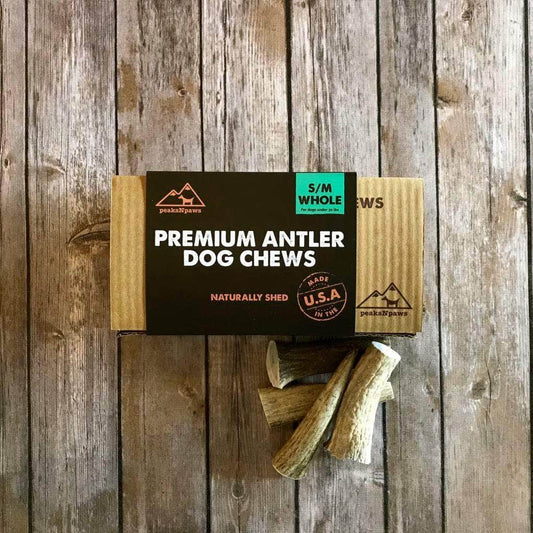 peaksNpaws
S/M
WHOLE
For dogs under 30 lbs
EWS
PREMIUM ANTLER
DOG CHEWS
NATURALLY SHED
MADE
U.S.A
IN THE
peaksNpaws